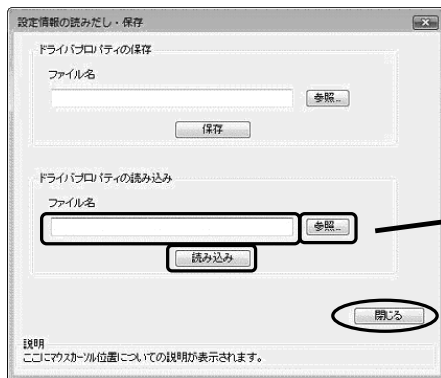 設定情報の読みだし・保存
ドライバプロパティの保存
ファイル名
参照...
保存
ドライバプロパティの読み込み
ファイル名
参照...
読み込み
閉じる
説明
ここにマウスカーソル位置についての説明が表示されます。